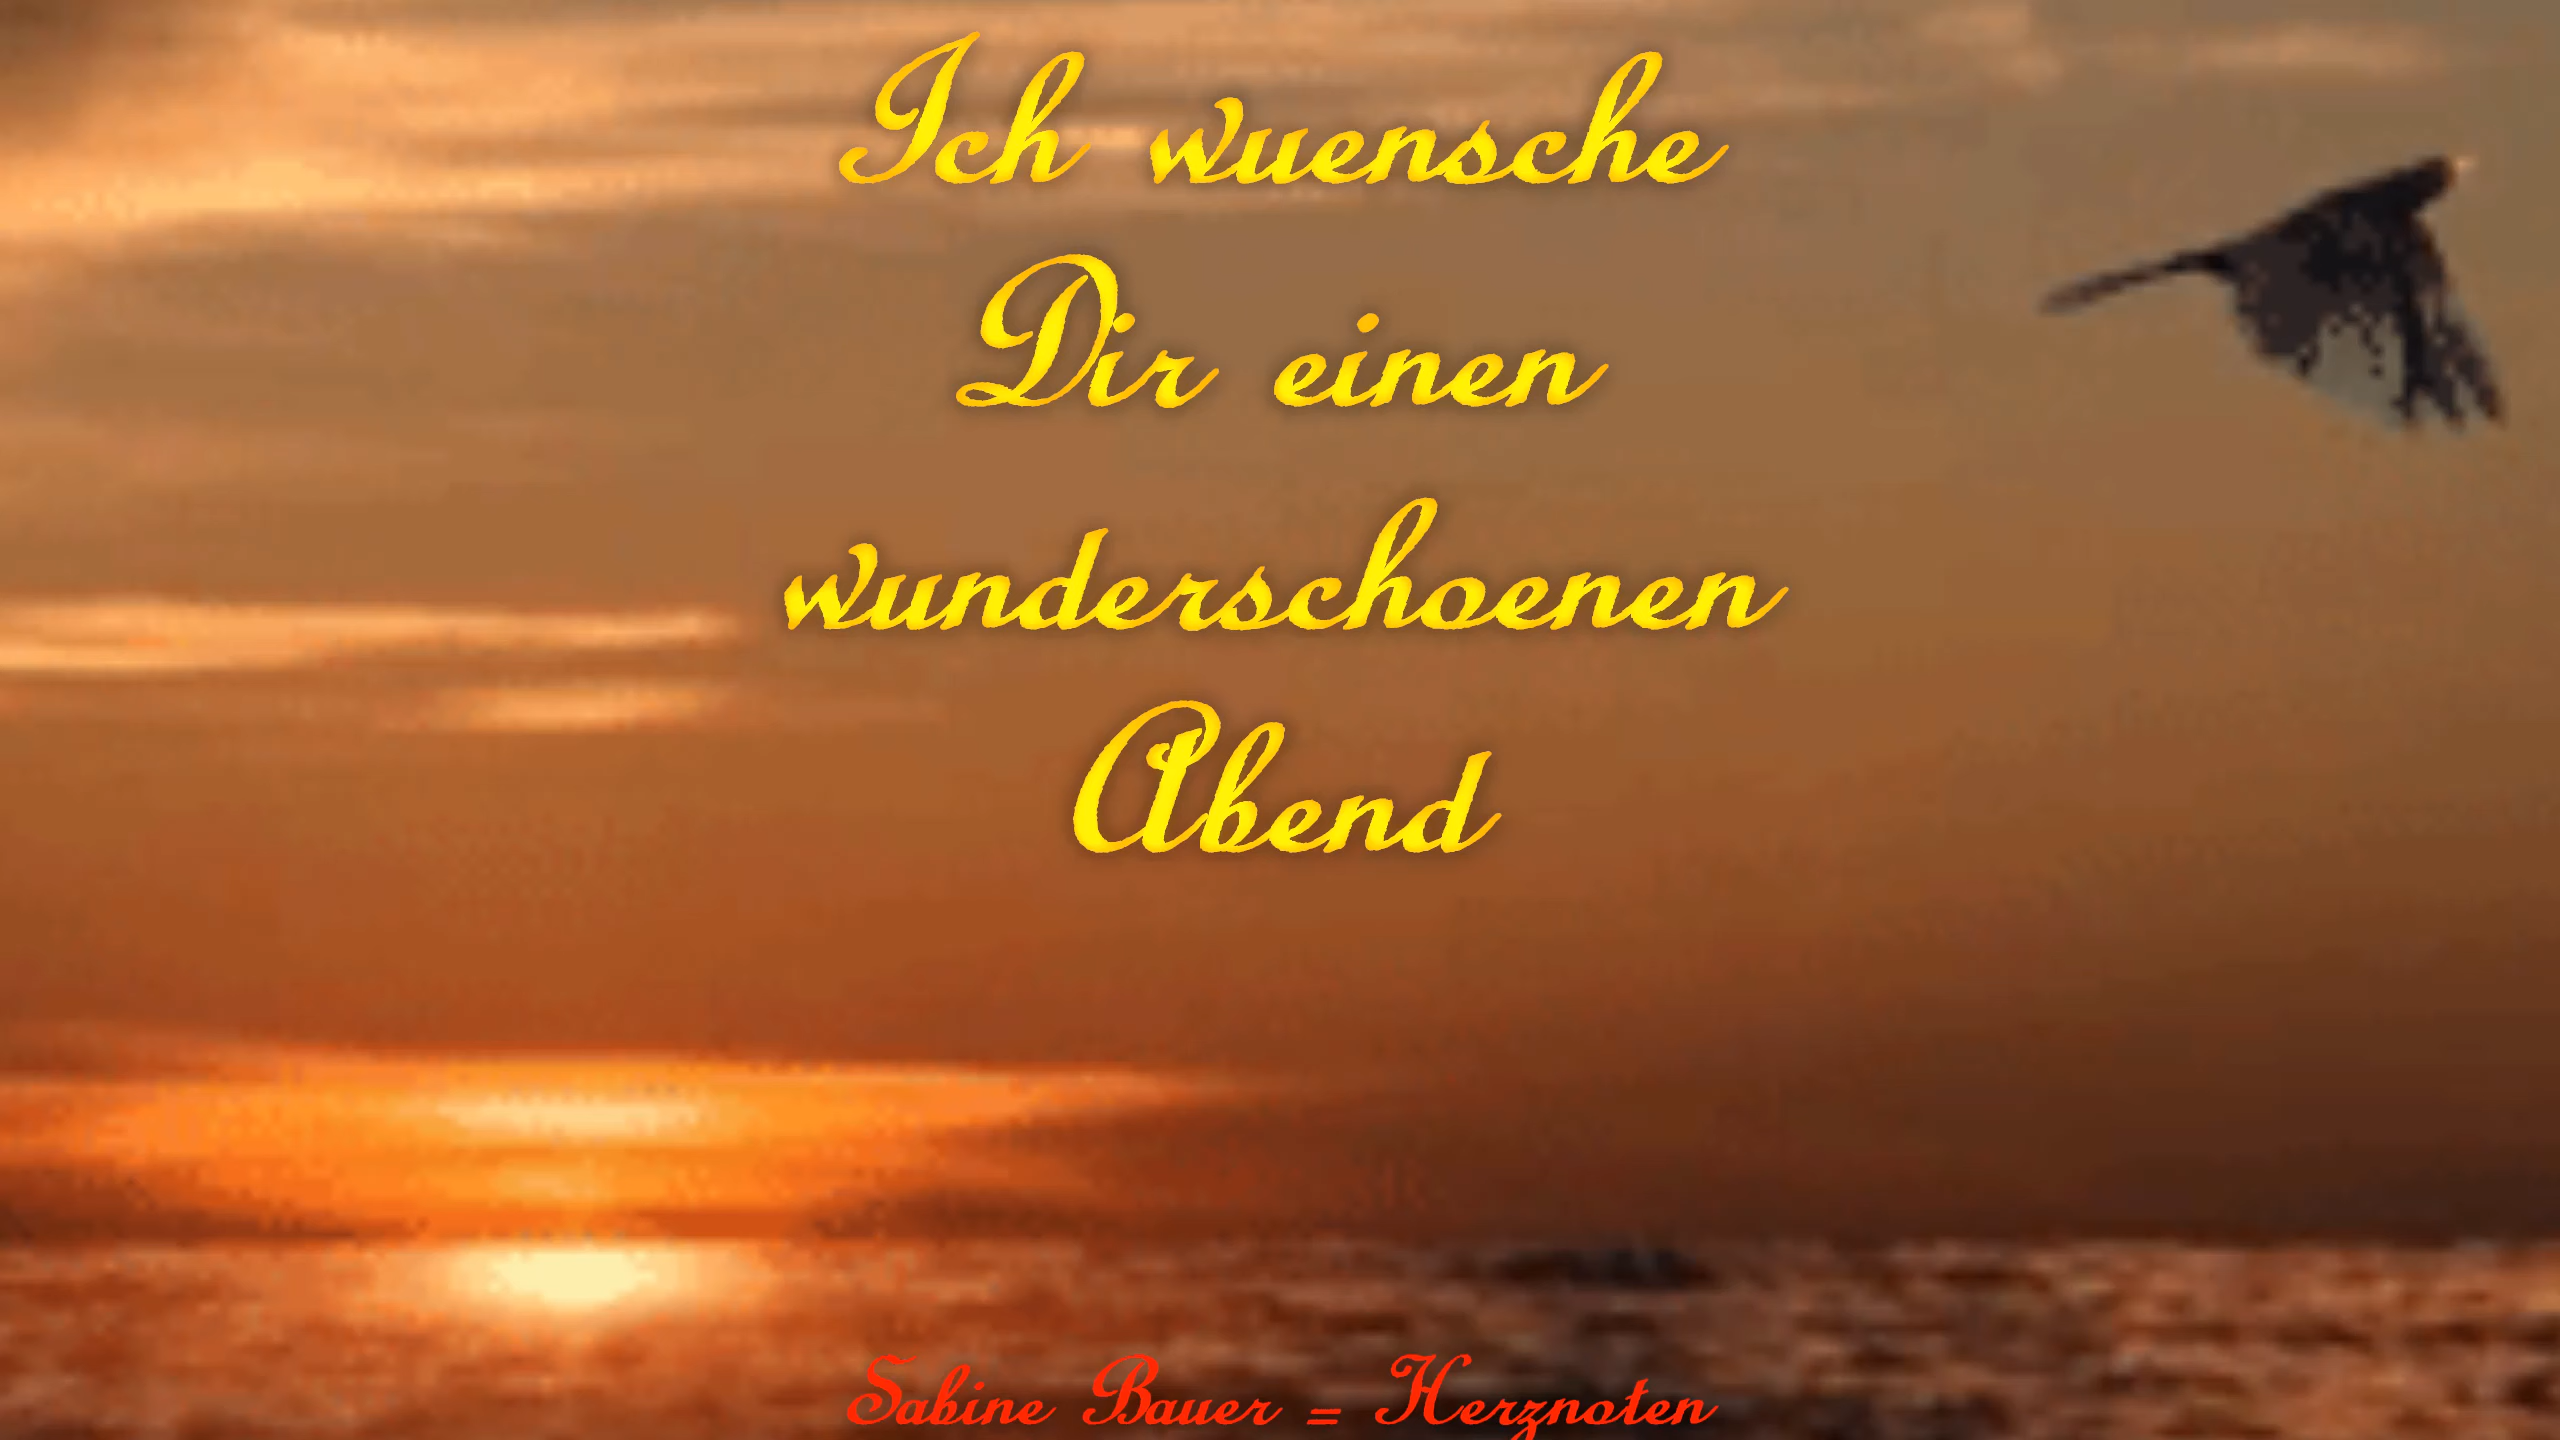 Ich wuensche
Dir einen
wunderschoenen
Abend
Sabine Bauer = Herznoten